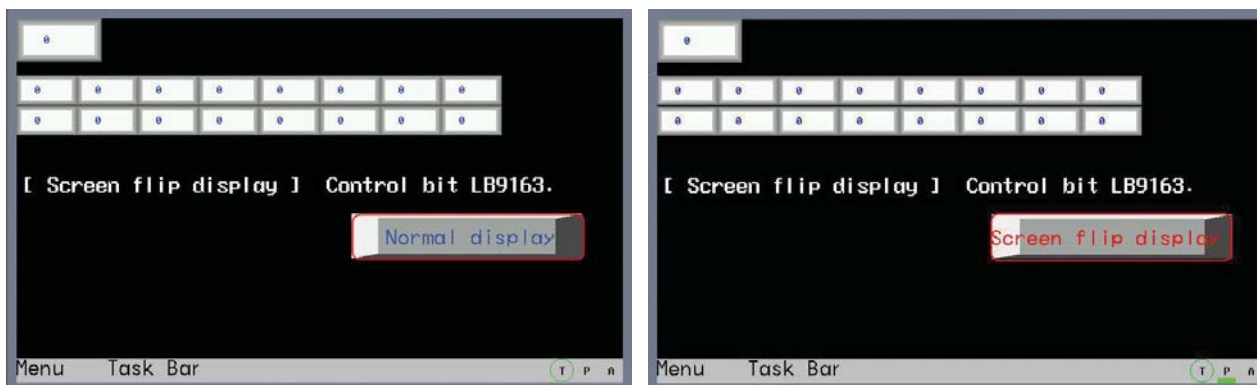 0
0 0 0 0 0 0 0 0
0 0 0 0 0 0 0 0
[ Screen flip display ] Control bit LB9163.
Normal display
Menu Task Bar T P A
0
0 0 0 0 0 0 0 0
0 0 0 0 0 0 0 0
[ Screen flip display ] Control bit LB9163.
Screen flip display
Menu Task Bar T P A